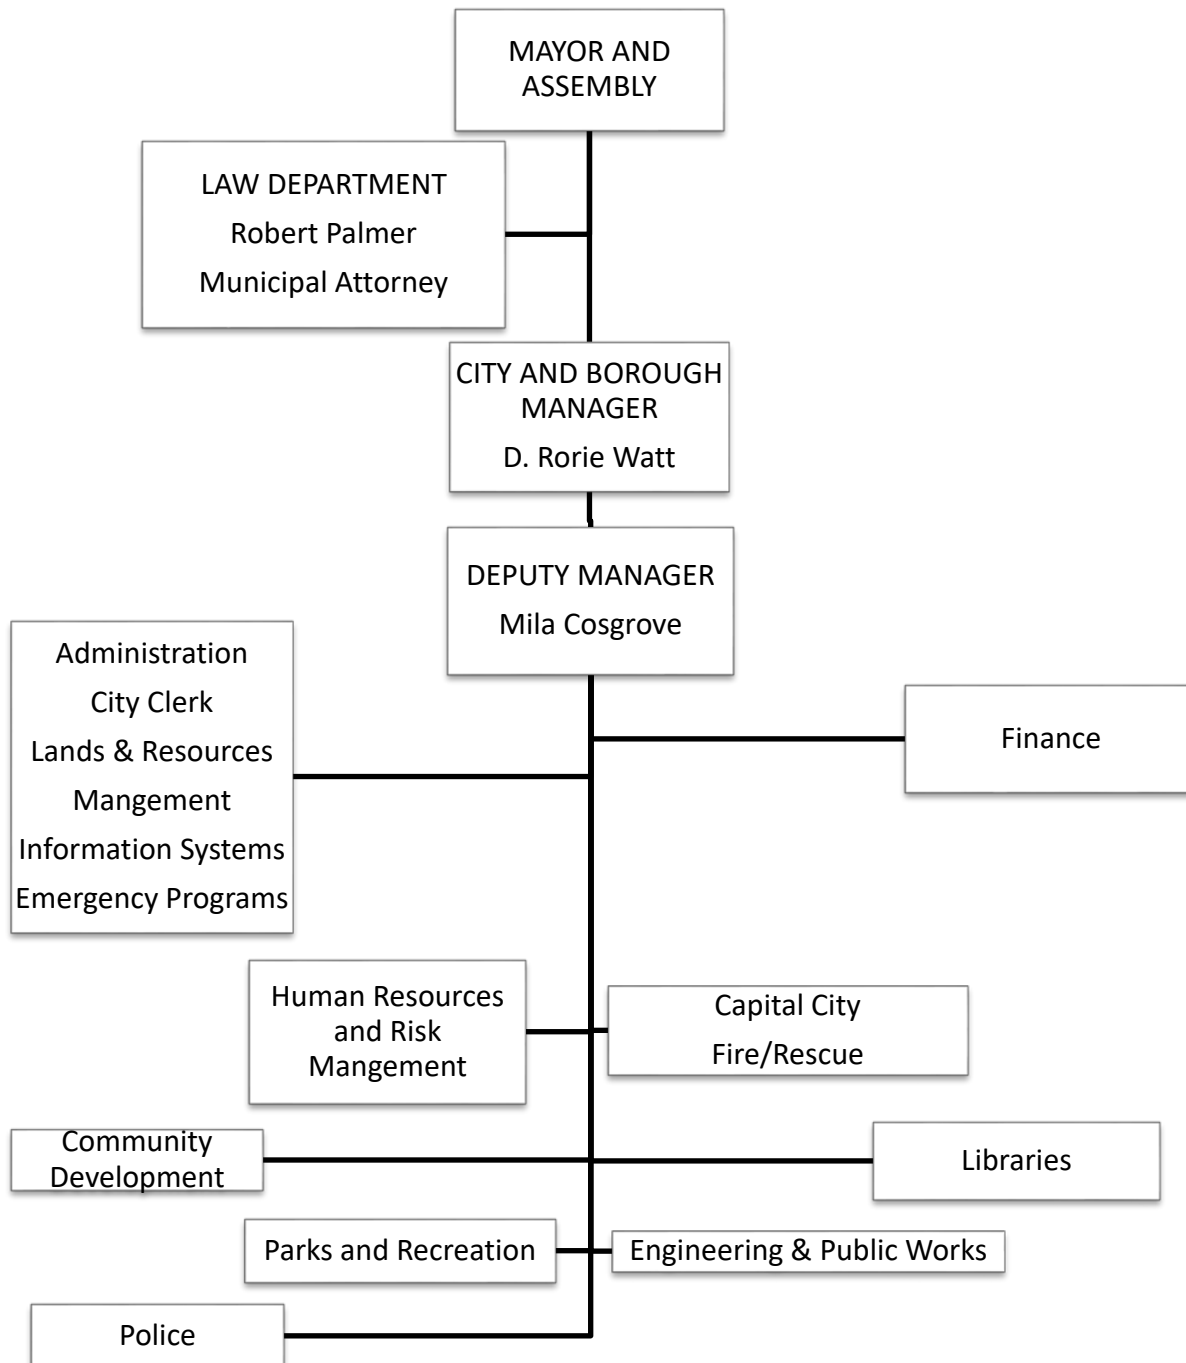 MAYOR AND
ASSEMBLY
LAW DEPARTMENT
Robert Palmer
Municipal Attorney
CITY AND BOROUGH
MANAGER
D. Rorie Watt
DEPUTY MANAGER
Mila Cosgrove
Administration
City Clerk
Lands & Resources
Mangement
Information Systems
Emergency Programs
Finance
Human Resources
and Risk
Mangement
Capital City
Fire/Rescue
Community
Development
Libraries
Parks and Recreation
Engineering & Public Works
Police